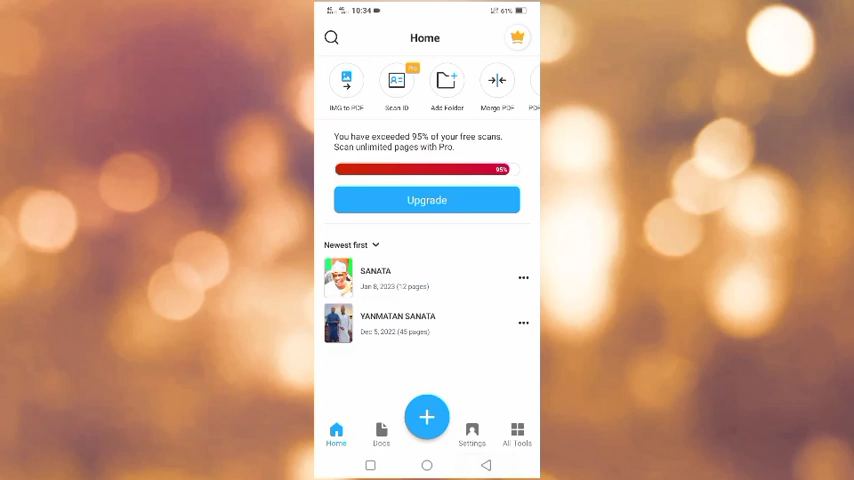 10:34
61%
Home
Pro
IMG to PDF
Scan ID
Add Folder
Merge PDF
PDF
You have exceeded 95% of your free scans.
Scan unlimited pages with Pro.
95%
Upgrade
Newest first
SANATA
Jan 8, 2023 (12 pages)
YANMATAN SANATA
Dec 5, 2022 (45 pages)
Home
Docs
Settings
All Tools